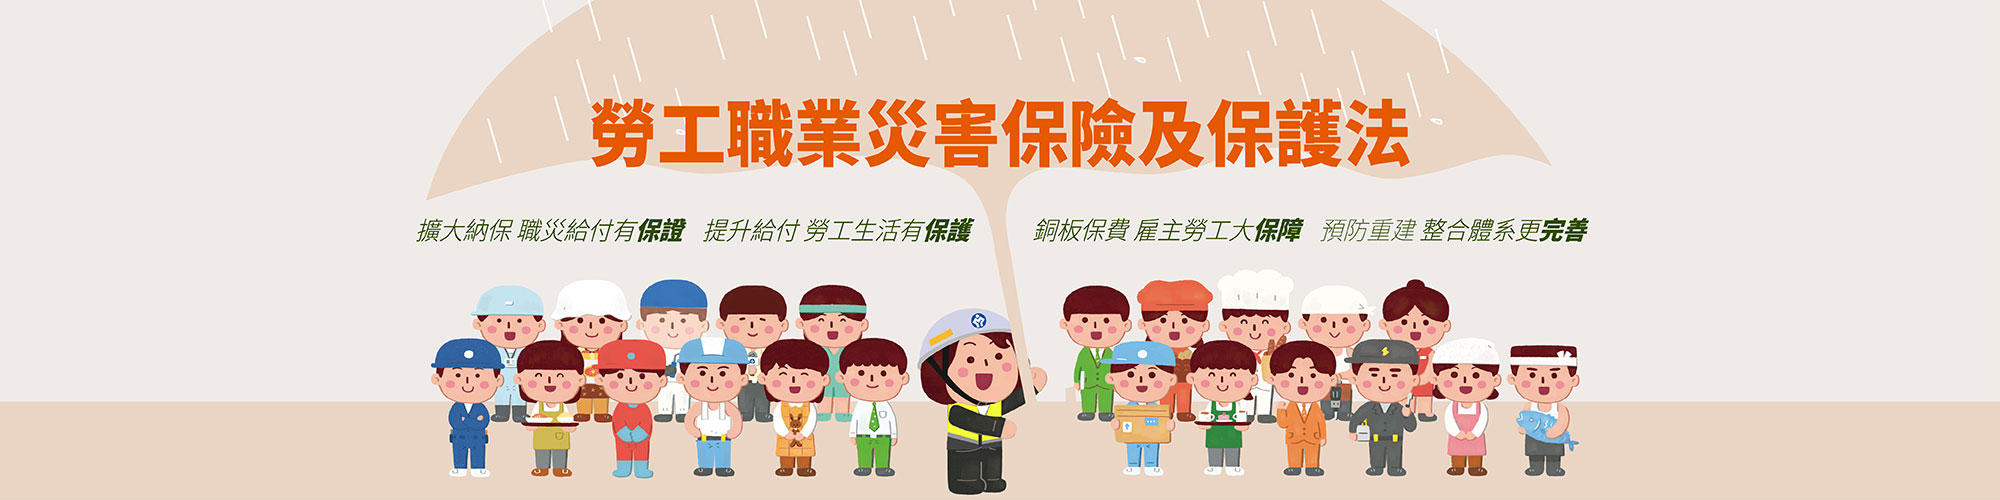 勞工職業災害保險及保護法
擴大納保 職災給付有保證 提升給付 勞工生活有保護 銅板保費 雇主勞工大保障 預防重建 整合體系更完善